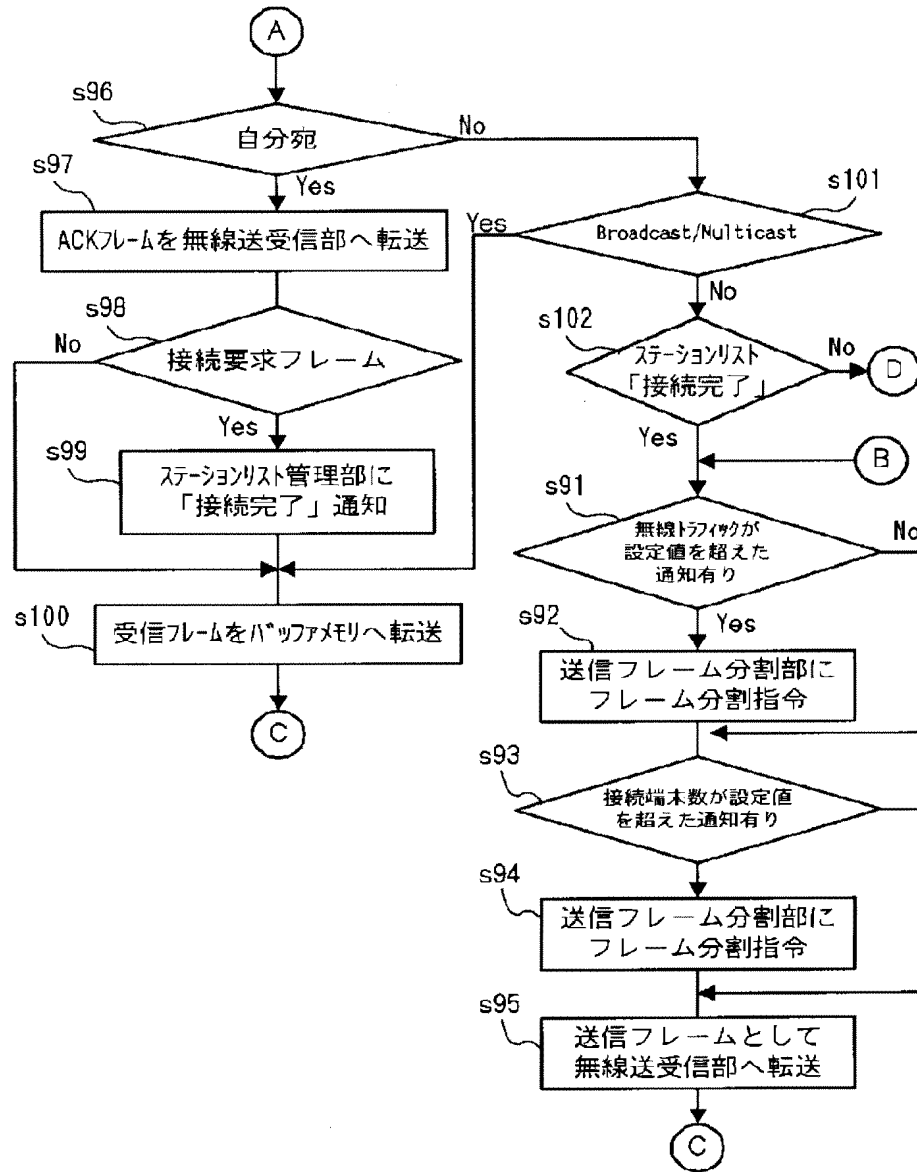 A
s96
自分宛
No
Yes
s97
ACKフレームを無線送受信部へ転送
s98
接続要求フレーム
No
Yes
s99
ステーションリスト管理部に
「接続完了」通知
s100
受信フレームをバッファメモリへ転送
C
s101
Broadcast/Multicast
Yes
No
s102
ステーションリスト
「接続完了」
No
D
Yes
B
s91
無線トラフィックが
設定値を超えた
通知有り
No
Yes
s92
送信フレーム分割部に
フレーム分割指令
s93
接続端末数が設定値
を超えた通知有り
s94
送信フレーム分割部に
フレーム分割指令
s95
送信フレームとして
無線送受信部へ転送
C